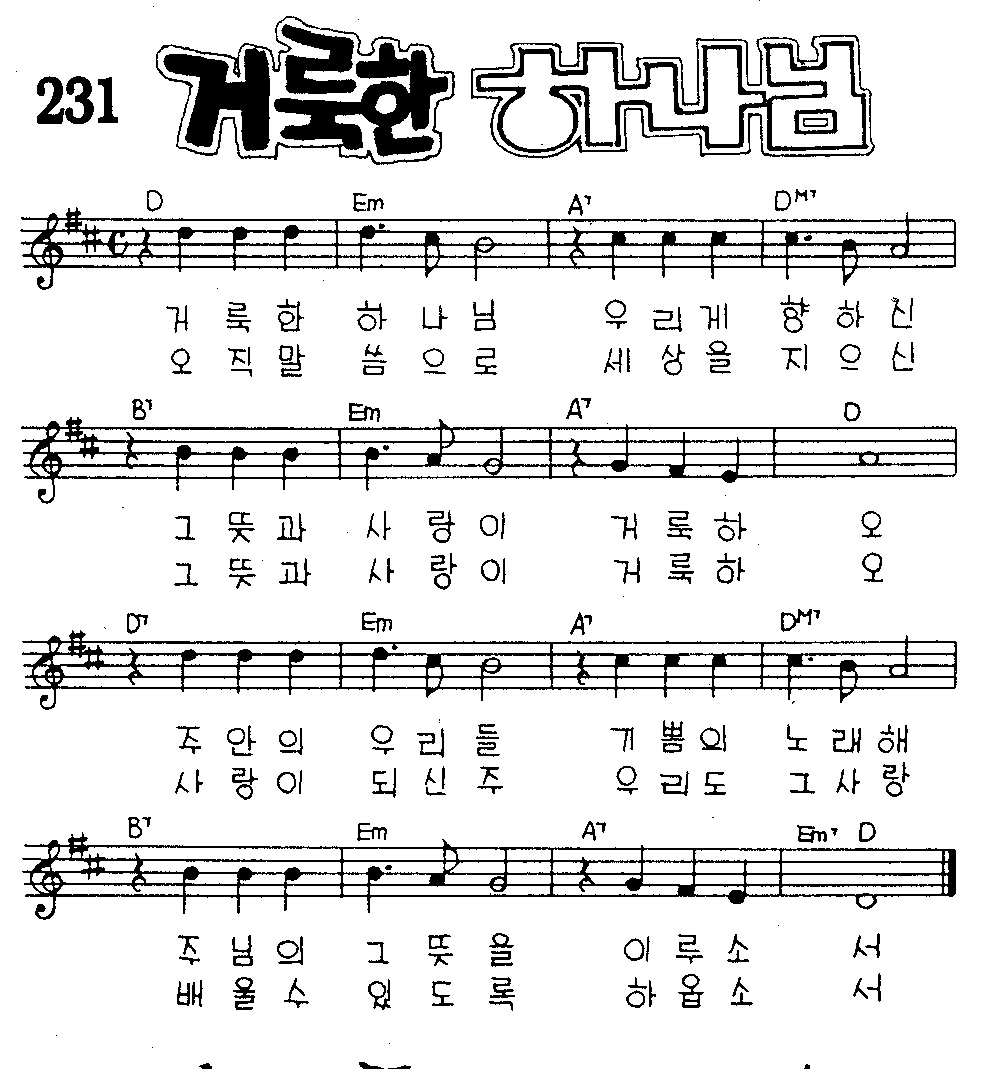 231 거룩한 하나님
D Em A7 DM7
거 룩 한 하 나 님 우 리 게 향 하 신
오 직 말 씀 으 로 세 상 을 지 으 신
B7 Em A7 D
그 뜻 과 사 랑 이 거 룩 하 오
그 뜻 과 사 랑 이 거 룩 하 오
D7 Em A7 DM7
주 안 의 우 리 들 기 쁨 의 노 래 해
사 랑 이 되 신 주 우 리 도 그 사 랑
B7 Em A7 Em7 D
주 님 의 그 뜻 을 이 루 소 서
배 울 수 있 도 록 하 옵 소 서